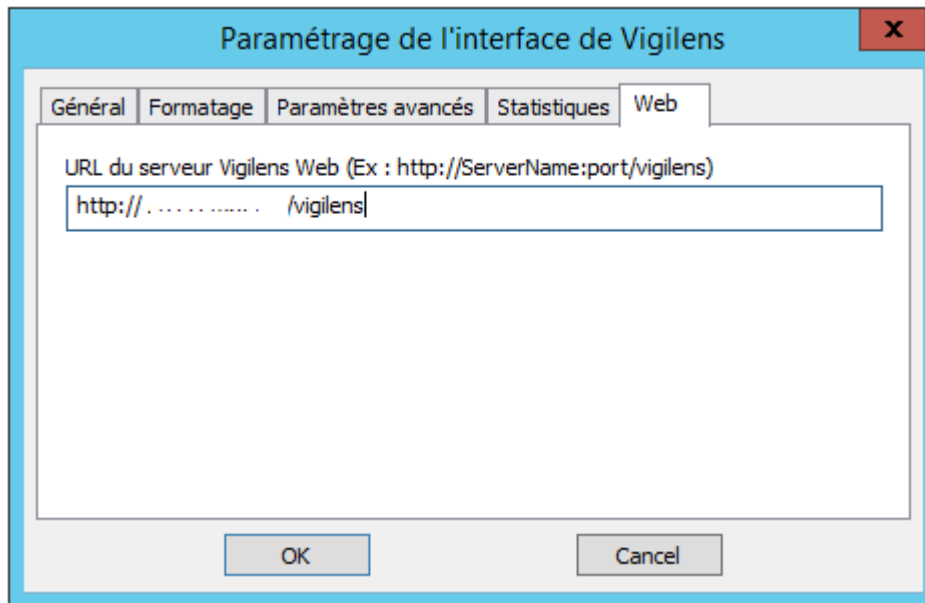 Paramétrage de l'interface de Vigilens
x
Général Formatage Paramètres avancés Statistiques Web
URL du serveur Vigilens Web (Ex : http://ServerName:port/vigilens)
http:// /vigilens
OK Cancel